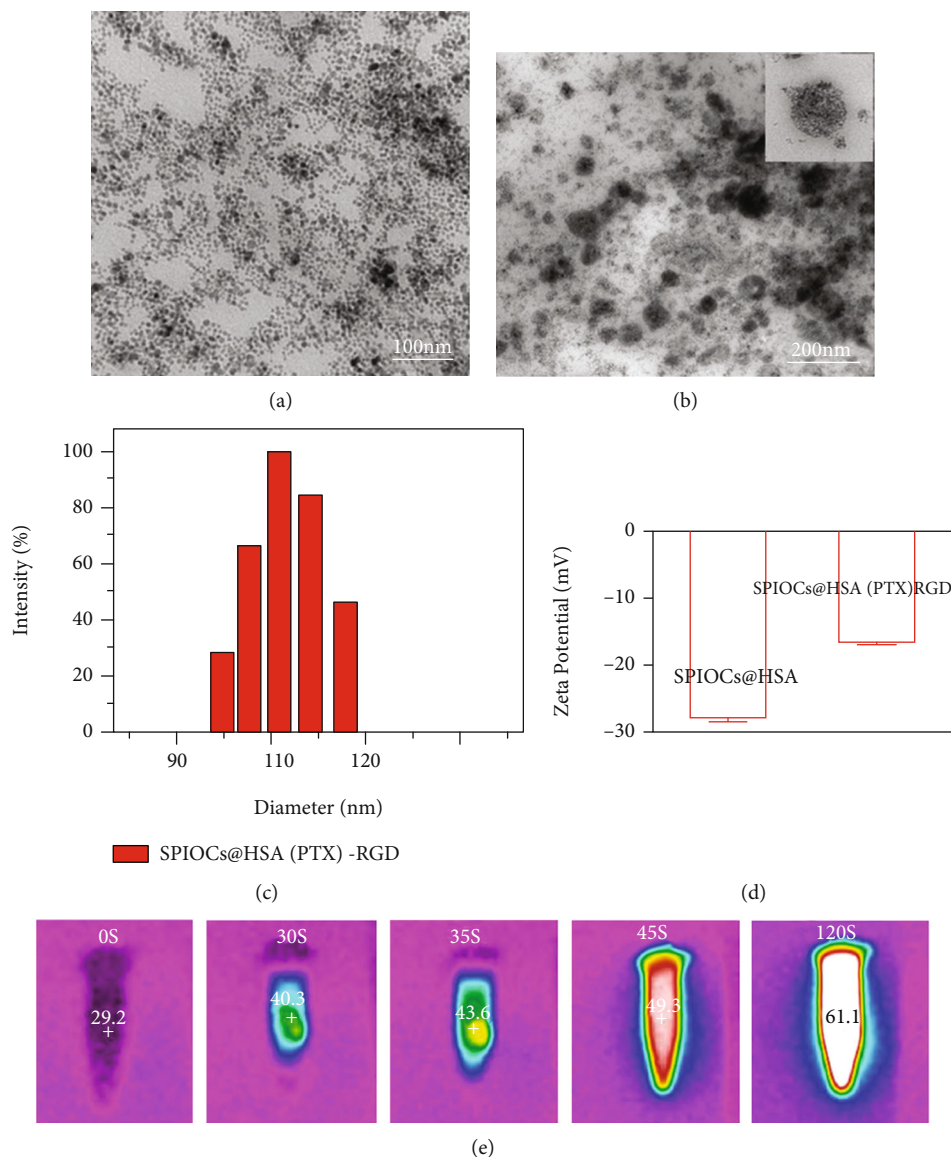 100nm
(a)
200nm
(b)
100
80
60
40
20
0
Intensity (%)
90
110
120
Diameter (nm)
SPIOCs@HSA (PTX) -RGD
(c)
0
−10
−20
−30
Zeta Potential (mV)
SPIOCs@HSA (PTX)RGD
SPIOCs@HSA
(d)
0S
29.2
30S
40.3
35S
43.6
45S
49.3
120S
61.1
(e)